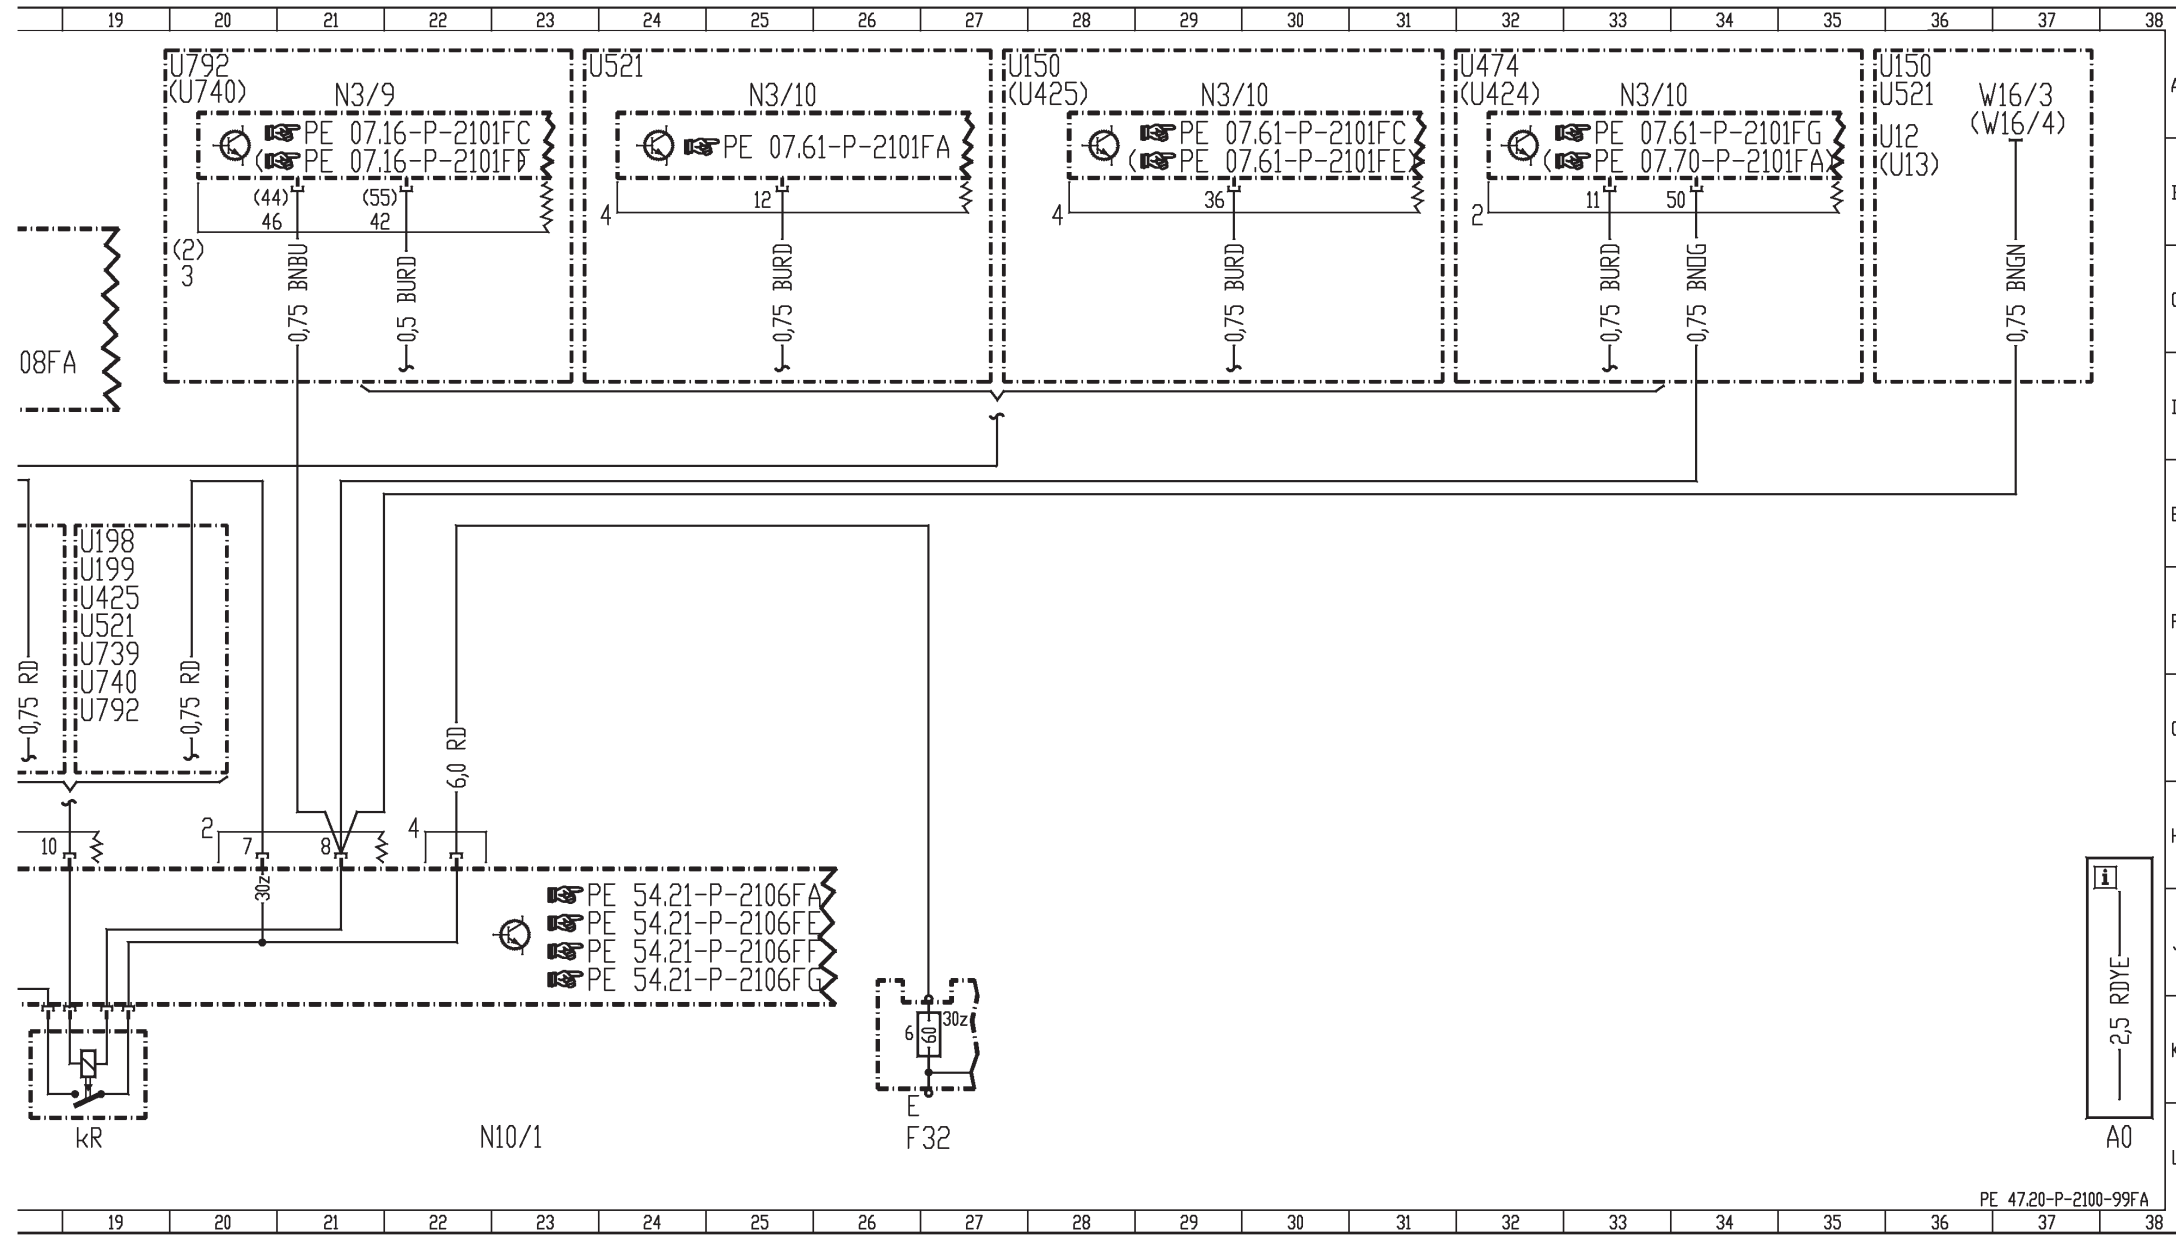 19 20 21 22 23 24 25 26 27 28 29 30 31 32 33 34 35 36 37 38
U792
(U740)
N3/9
PE 07.16-P-2101FC
(PE 07.16-P-2101FF
(44)
46
(55)
42
(2)
3
0,75 BNBU
0,5 BURD
U521
N3/10
PE 07.61-P-2101FA
12
4
0,75 BURD
U150
(U425)
N3/10
PE 07.61-P-2101FC
(PE 07.61-P-2101FE)
36
4
0,75 BURD
U474
(U424)
N3/10
PE 07.61-P-2101FG
(PE 07.70-P-2101FA)
11
50
2
0,75 BURD
0,75 BNOG
U150
U521
U12
(U13)
W16/3
(W16/4)
0,75 BNGN
08FA
U198
U199
U425
U521
U739
U740
U792
0,75 RD
0,75 RD
6,0 RD
10
2
7
8
4
30z
PE 54.21-P-2106FA
PE 54.21-P-2106FE
PE 54.21-P-2106FF
PE 54.21-P-2106FG
kR
N10/1
6
60
30z
E
F32
i
2,5 RDYE
A0
PE 47.20-P-2100-99FA
19 20 21 22 23 24 25 26 27 28 29 30 31 32 33 34 35 36 37 38